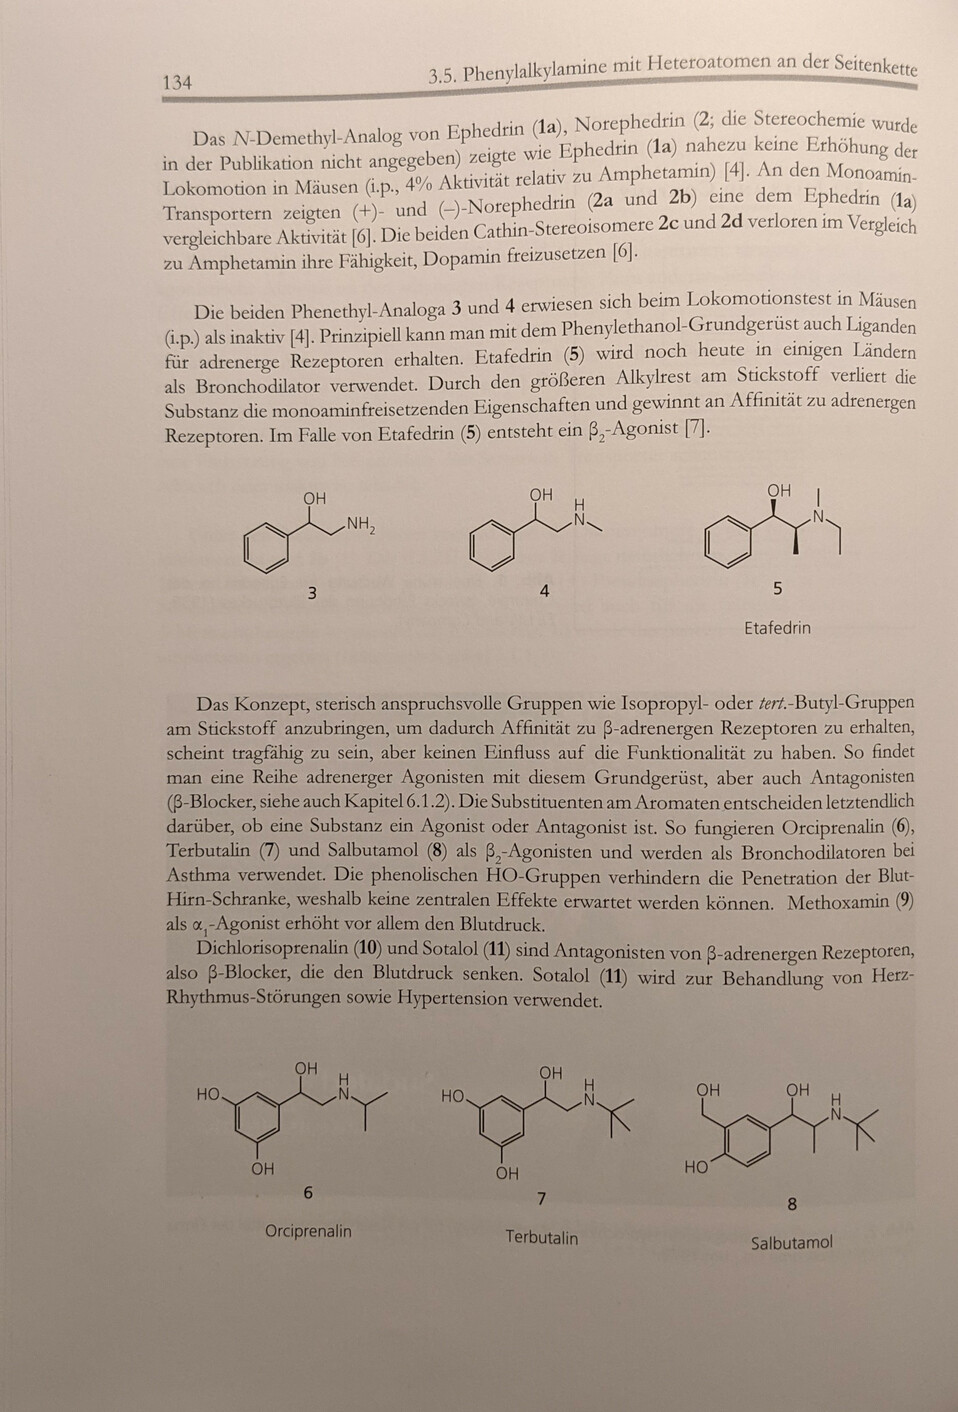 134
3.5. Phenylalkylamine mit Heteroatomen an der Seitenkette
Das N-Demethyl-Analog von Ephedrin (1a), Norephedrin (2; die Stereochemie wurde
in der Publikation nicht angegeben) zeigte wie Ephedrin (1a) nahezu keine Erhöhung der
Lokomotion in Mäusen (i.p., 4% Aktivität relativ zu Amphetamin) [4]. An den Monoamin-
Transportern zeigten (+)- und (–)-Norephedrin (2a und 2b) eine dem Ephedrin (1a)
vergleichbare Aktivität [6]. Die beiden Cathin-Stereoisomere 2c und 2d verloren im Vergleich
zu Amphetamin ihre Fähigkeit, Dopamin freizusetzen [6].
Die beiden Phenethyl-Analoga 3 und 4 erwiesen sich beim Lokomotionstest in Mäusen
(i.p.) als inaktiv [4]. Prinzipiell kann man mit dem Phenylethanol-Grundgerüst auch Liganden
für adrenerge Rezeptoren erhalten. Etafedrin (5) wird noch heute in einigen Ländern
als Bronchodilator verwendet. Durch den größeren Alkylrest am Stickstoff verliert die
Substanz die monoaminfreisetzenden Eigenschaften und gewinnt an Affinität zu adrenergen
Rezeptoren. Im Falle von Etafedrin (5) entsteht ein β₂-Agonist [7].
OH
NH₂
3
OH
H
N
4
OH
N
5
Etafedrin
Das Konzept, sterisch anspruchsvolle Gruppen wie Isopropyl- oder tert.-Butyl-Gruppen
am Stickstoff anzubringen, um dadurch Affinität zu β-adrenergen Rezeptoren zu erhalten,
scheint tragfähig zu sein, aber keinen Einfluss auf die Funktionalität zu haben. So findet
man eine Reihe adrenerger Agonisten mit diesem Grundgerüst, aber auch Antagonisten
(β-Blocker, siehe auch Kapitel 6.1.2). Die Substituenten am Aromaten entscheiden letztendlich
darüber, ob eine Substanz ein Agonist oder Antagonist ist. So fungieren Orciprenalin (6),
Terbutalin (7) und Salbutamol (8) als β₂-Agonisten und werden als Bronchodilatoren bei
Asthma verwendet. Die phenolischen HO-Gruppen verhindern die Penetration der Blut-
Hirn-Schranke, weshalb keine zentralen Effekte erwartet werden können. Methoxamin (9)
als α₁-Agonist erhöht vor allem den Blutdruck.
Dichlorisoprenalin (10) und Sotalol (11) sind Antagonisten von β-adrenergen Rezeptoren,
also β-Blocker, die den Blutdruck senken. Sotalol (11) wird zur Behandlung von Herz-
Rhythmus-Störungen sowie Hypertension verwendet.
OH
H
N
HO
OH
6
Orciprenalin
OH
H
N
HO
OH
7
Terbutalin
OH
OH
H
N
HO
8
Salbutamol